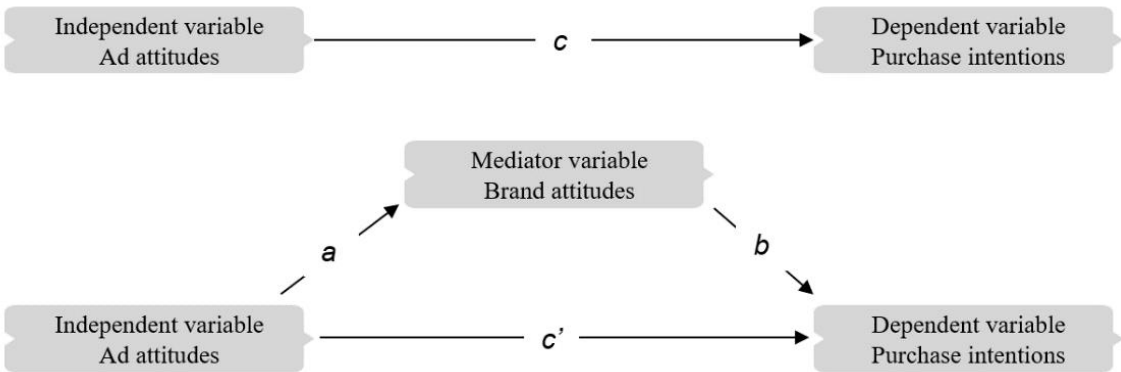 Independent variable
Ad attitudes
c
Dependent variable
Purchase intentions
Mediator variable
Brand attitudes
a
b
Independent variable
Ad attitudes
c’
Dependent variable
Purchase intentions